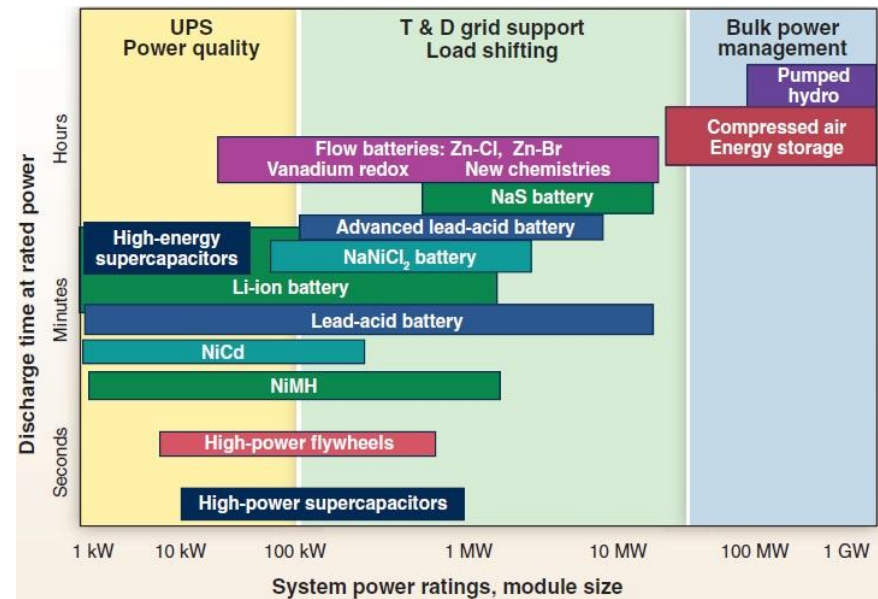 UPS
Power quality
T & D grid support
Load shifting
Bulk power
management
Pumped
hydro
Compressed air
Energy storage
Flow batteries: Zn-Cl, Zn-Br
Vanadium redox New chemistries
NaS battery
Advanced lead-acid battery
High-energy
supercapacitors
NaNiCl₂ battery
Li-ion battery
Lead-acid battery
NiCd
NiMH
High-power flywheels
High-power supercapacitors
Discharge time at rated power
Hours
Minutes
Seconds
1 kW 10 kW 100 kW 1 MW 10 MW 100 MW 1 GW
System power ratings, module size